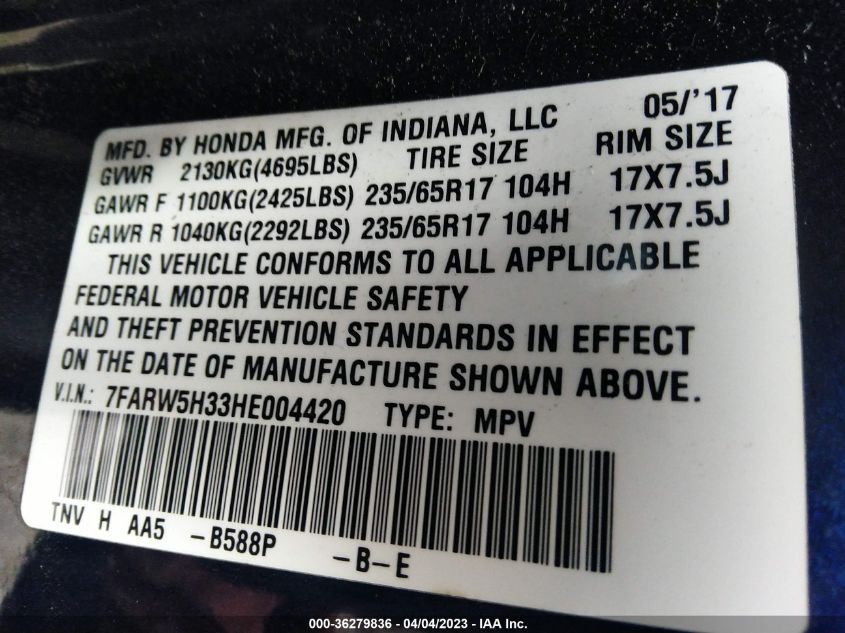 MFD. BY HONDA MFG. OF INDIANA, LLC 05/'17
GVWR 2130KG(4695LBS) TIRE SIZE RIM SIZE
GAWR F 1100KG(2425LBS) 235/65R17 104H 17X7.5J
GAWR R 1040KG(2292LBS) 235/65R17 104H 17X7.5J
THIS VEHICLE CONFORMS TO ALL APPLICABLE
FEDERAL MOTOR VEHICLE SAFETY
AND THEFT PREVENTION STANDARDS IN EFFECT
ON THE DATE OF MANUFACTURE SHOWN ABOVE.
V.I.N.: 7FARW5H33HE004420 TYPE: MPV
TNV H AA5 -B588P -B-E
000-36279836 - 04/04/2023 - IAA Inc.